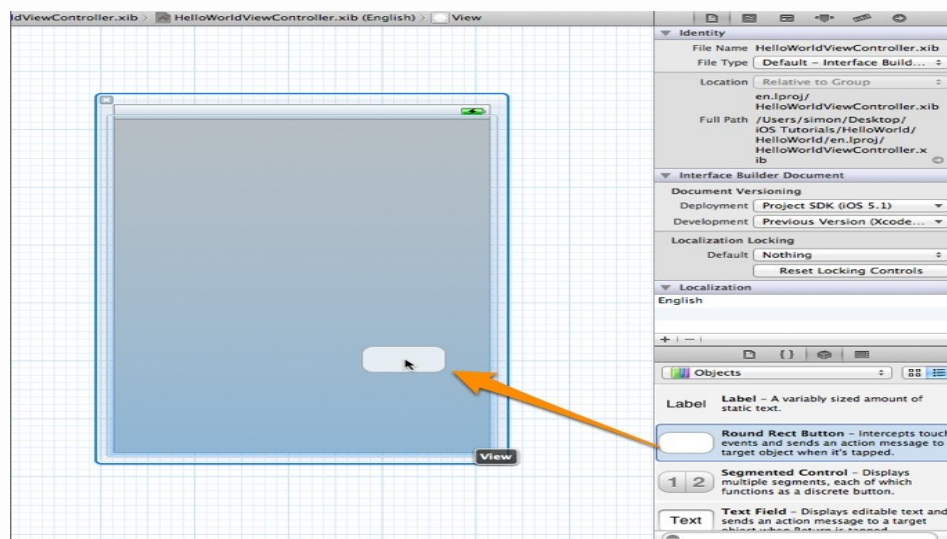 IdViewController.xib
HelloWorldViewController.xib (English)
View
Identity
File Name HelloWorldViewController.xib
File Type Default – Interface Build...
Location Relative to Group
en.lproj/
HelloWorldViewController.xib
Full Path /Users/simon/Desktop/
iOS Tutorials/HelloWorld/
HelloWorld/en.lproj/
HelloWorldViewController.x
ib
Interface Builder Document
Document Versioning
Deployment Project SDK (iOS 5.1)
Development Previous Version (Xcode...
Localization Locking
Default Nothing
Reset Locking Controls
Localization
English
View
Objects
Label
Label – A variably sized amount of
static text.
Round Rect Button – Intercepts touch
events and sends an action message to
target object when it's tapped.
1 2
Segmented Control – Displays
multiple segments, each of which
functions as a discrete button.
Text
Text Field – Displays editable text and
sends an action message to a target
object when Return is tapped.